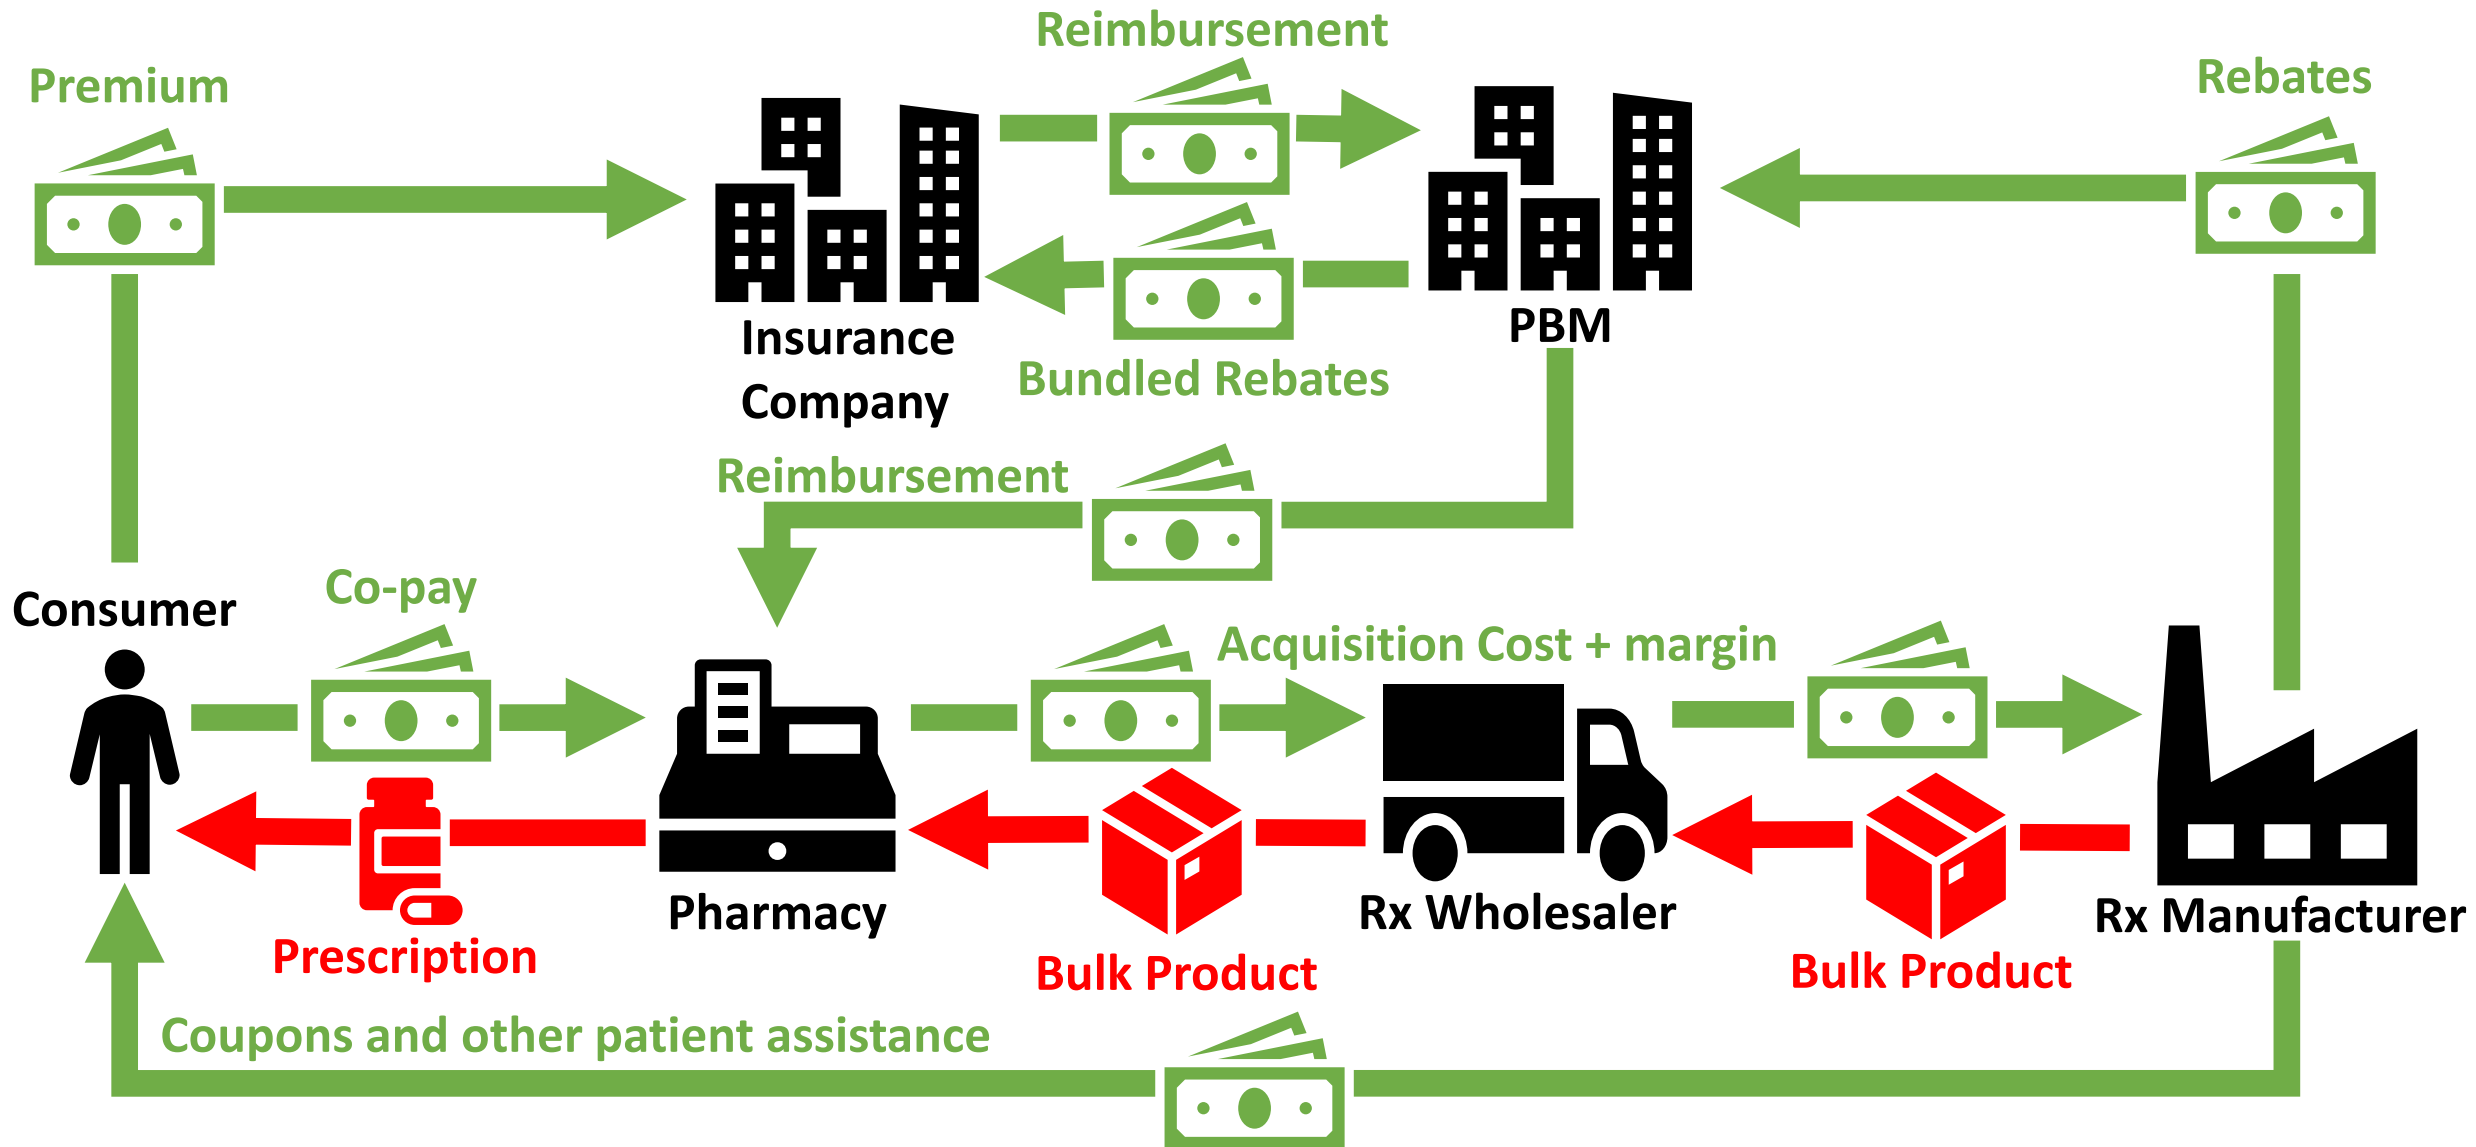 Reimbursement
Premium
Rebates
Insurance
Company
PBM
Bundled Rebates
Reimbursement
Consumer
Co-pay
Acquisition Cost + margin
Pharmacy
Rx Wholesaler
Rx Manufacturer
Prescription
Bulk Product
Bulk Product
Coupons and other patient assistance